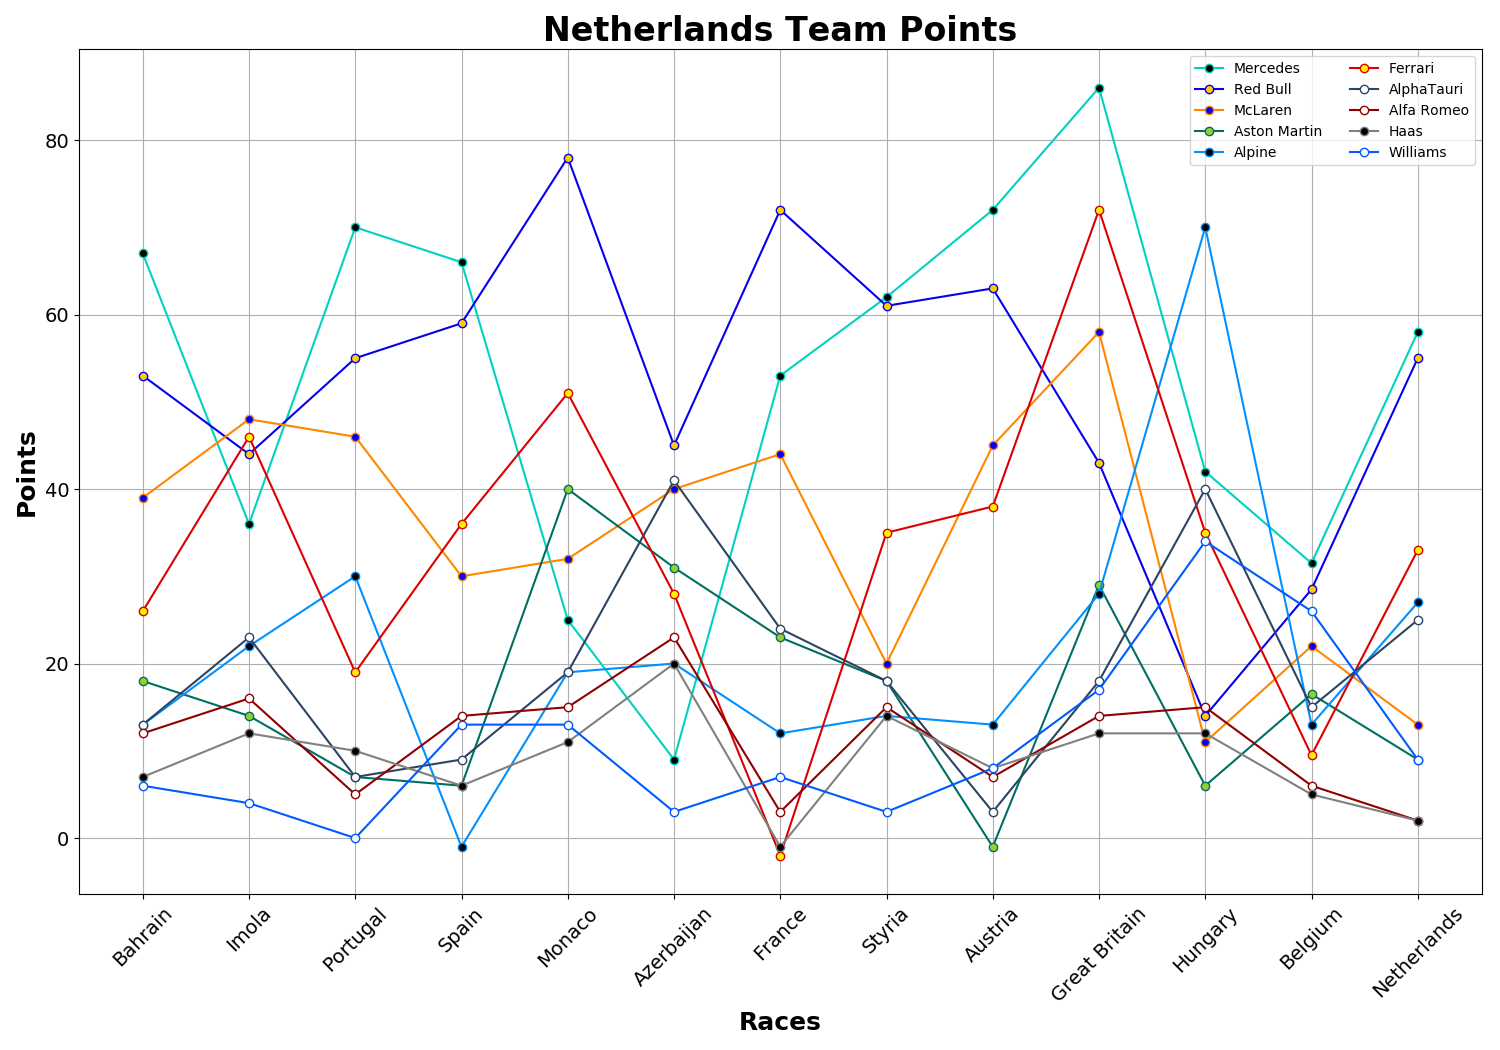 Netherlands Team Points
Mercedes
Red Bull
McLaren
Aston Martin
Alpine
Ferrari
AlphaTauri
Alfa Romeo
Haas
Williams
Points
80
60
40
20
0
Bahrain
Imola
Portugal
Spain
Monaco
Azerbaijan
France
Styria
Austria
Great Britain
Hungary
Belgium
Netherlands
Races